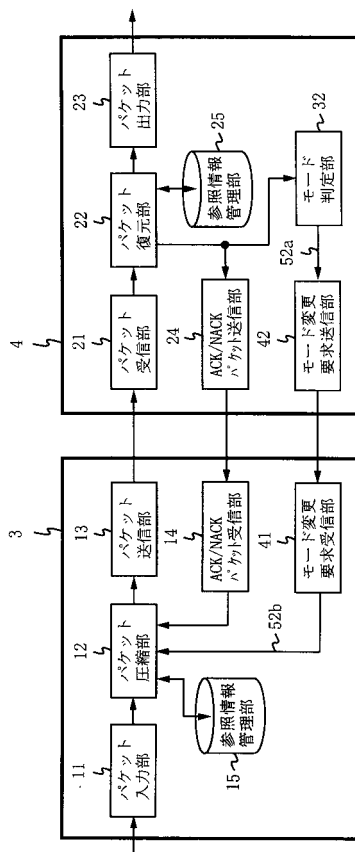 3
11
パケット
入力部
12
パケット
圧縮部
13
パケット
送信部
15
参照情報
管理部
14
ACK/NACK
パケット受信部
41
モード変更
要求受信部
52b
4
21
パケット
受信部
22
パケット
復元部
23
パケット
出力部
24
ACK/NACK
パケット送信部
25
参照情報
管理部
32
モード
判定部
52a
42
モード変更
要求送信部